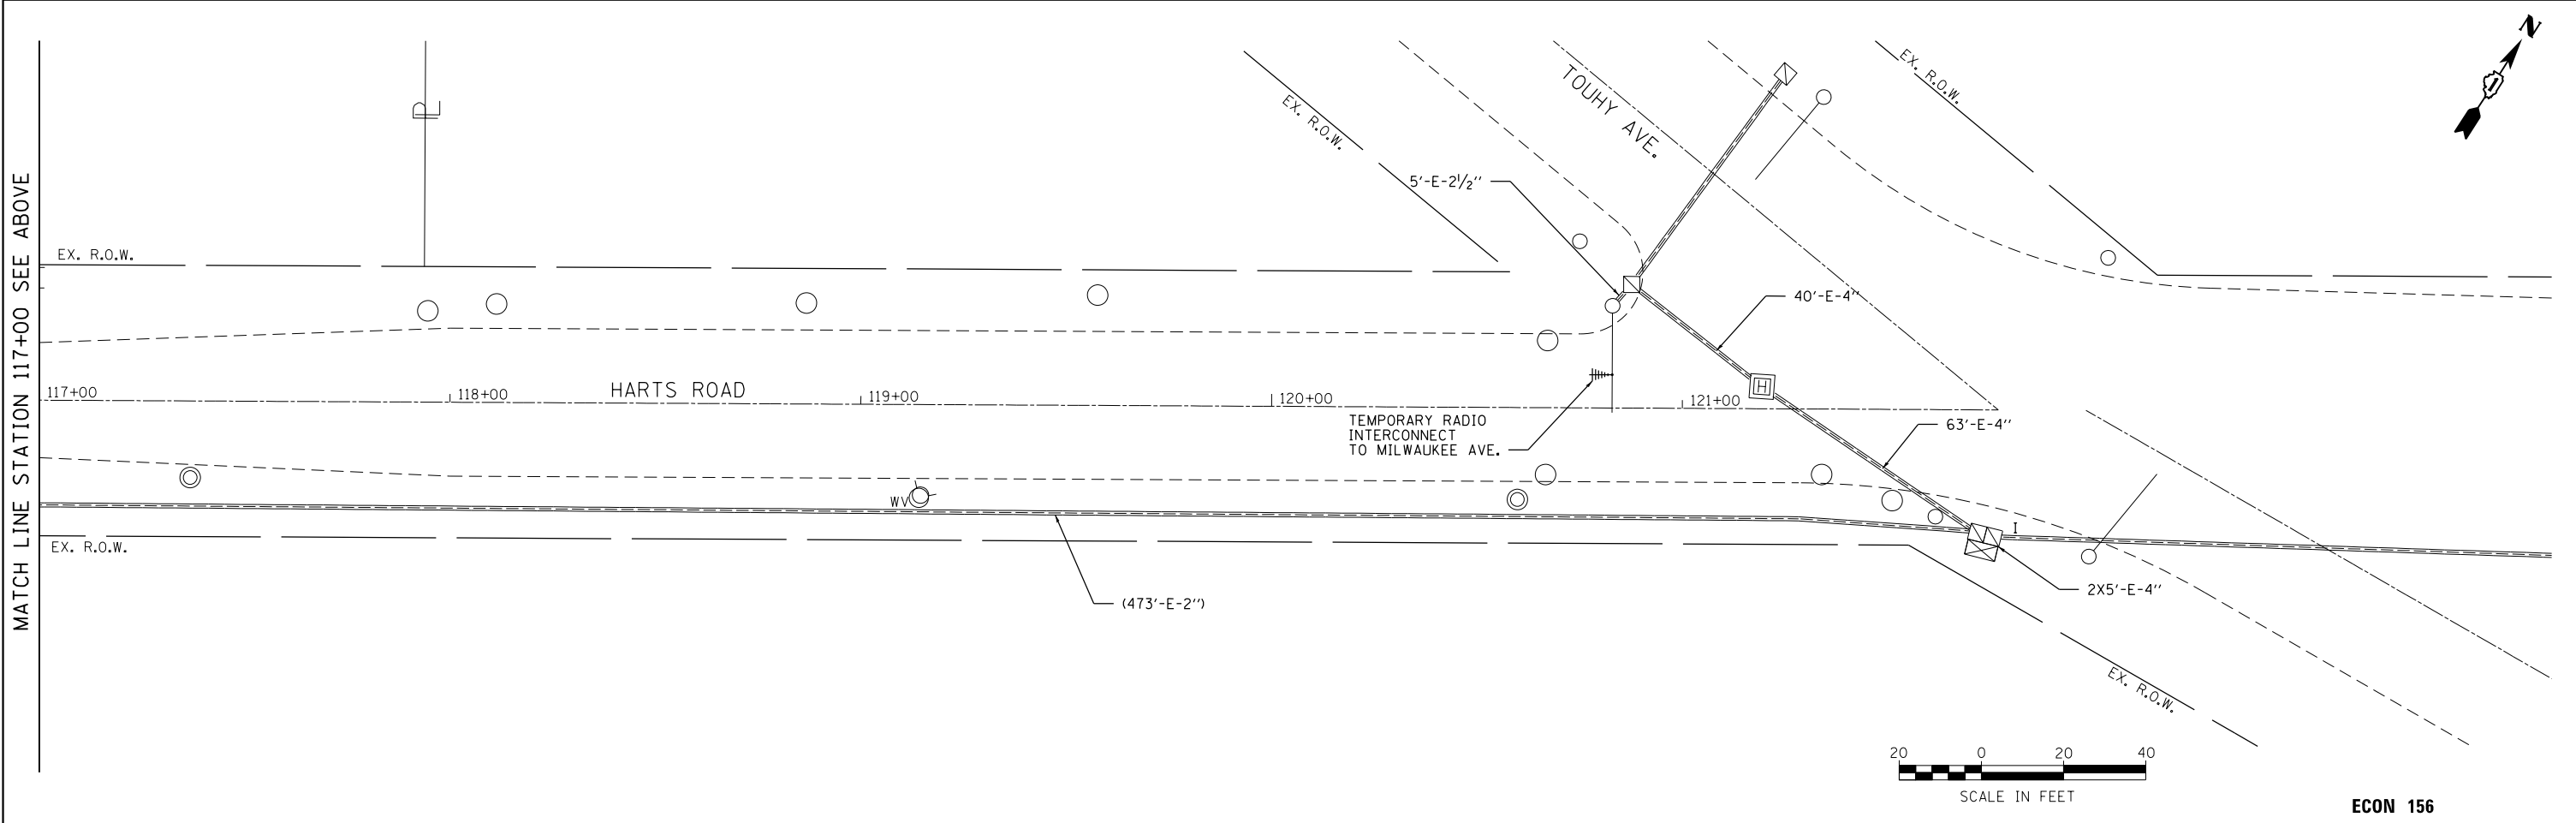 N
EX. R.O.W.
TOUHY AVE.
EX. R.O.W.
5'-E-2½"
MATCH LINE STATION 117+00 SEE ABOVE
EX. R.O.W.
40'-E-4"
117+00
118+00
HARTS ROAD
119+00
120+00
121+00
H
TEMPORARY RADIO
INTERCONNECT
TO MILWAUKEE AVE.
63'-E-4"
WV
I
EX. R.O.W.
(473'-E-2")
2X5'-E-4"
EX. R.O.W.
20 0 20 40
SCALE IN FEET
ECON 156